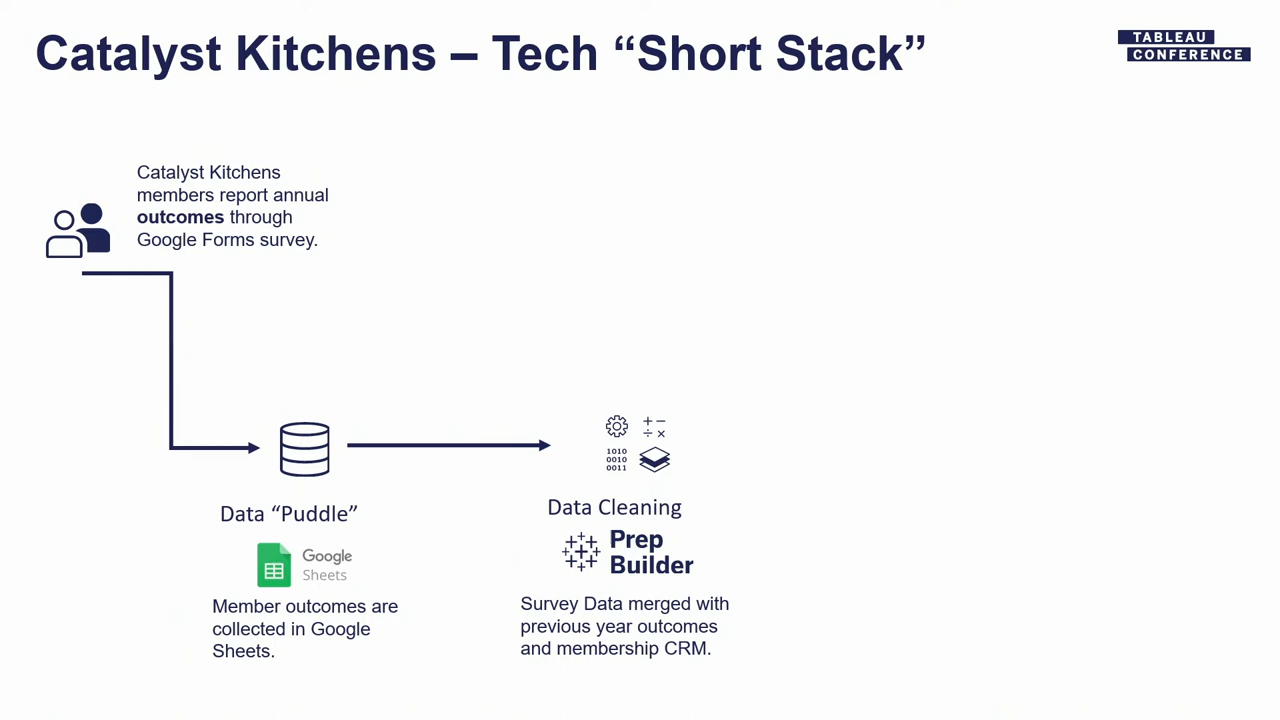 Catalyst Kitchens – Tech “Short Stack”
TABLEAU
CONFERENCE
Catalyst Kitchens
members report annual
outcomes through
Google Forms survey.
1010
0010
0011
+ −
÷ ×
Data “Puddle”
Google
Sheets
Member outcomes are
collected in Google
Sheets.
Data Cleaning
Prep
Builder
Survey Data merged with
previous year outcomes
and membership CRM.